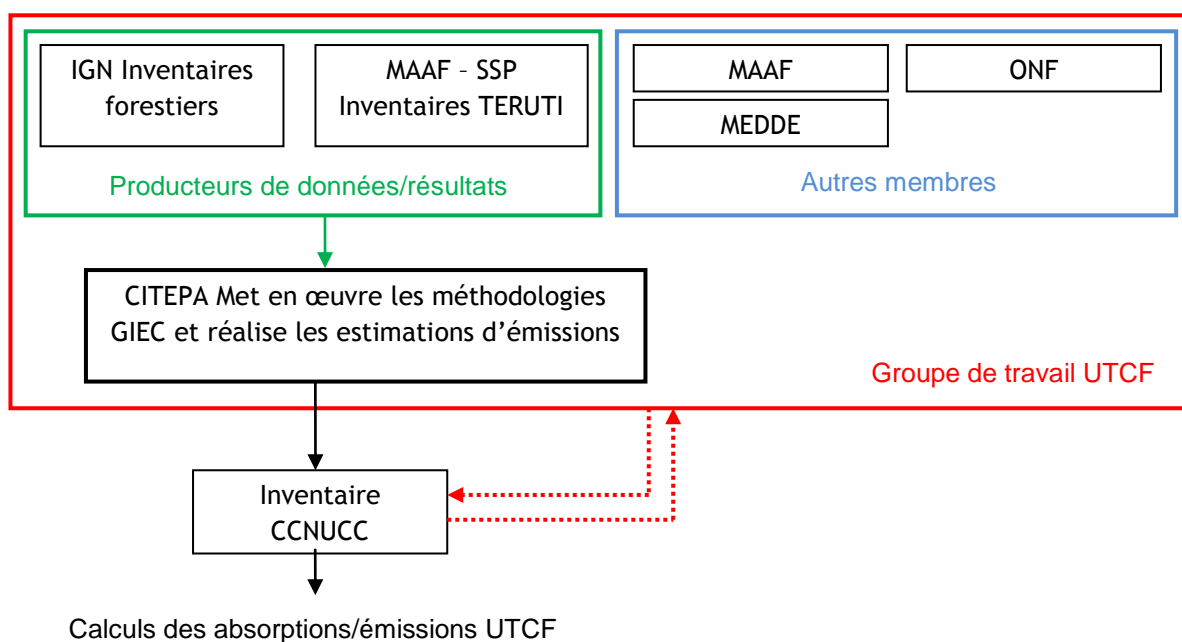 IGN Inventaires
forestiers
MAAF – SSP
Inventaires TERUTI
Producteurs de données/résultats
MAAF
ONF
MEDDE
Autres membres
CITEPA Met en œuvre les méthodologies
GIEC et réalise les estimations d’émissions
Groupe de travail UTCF
Inventaire
CCNUCC
Calculs des absorptions/émissions UTCF